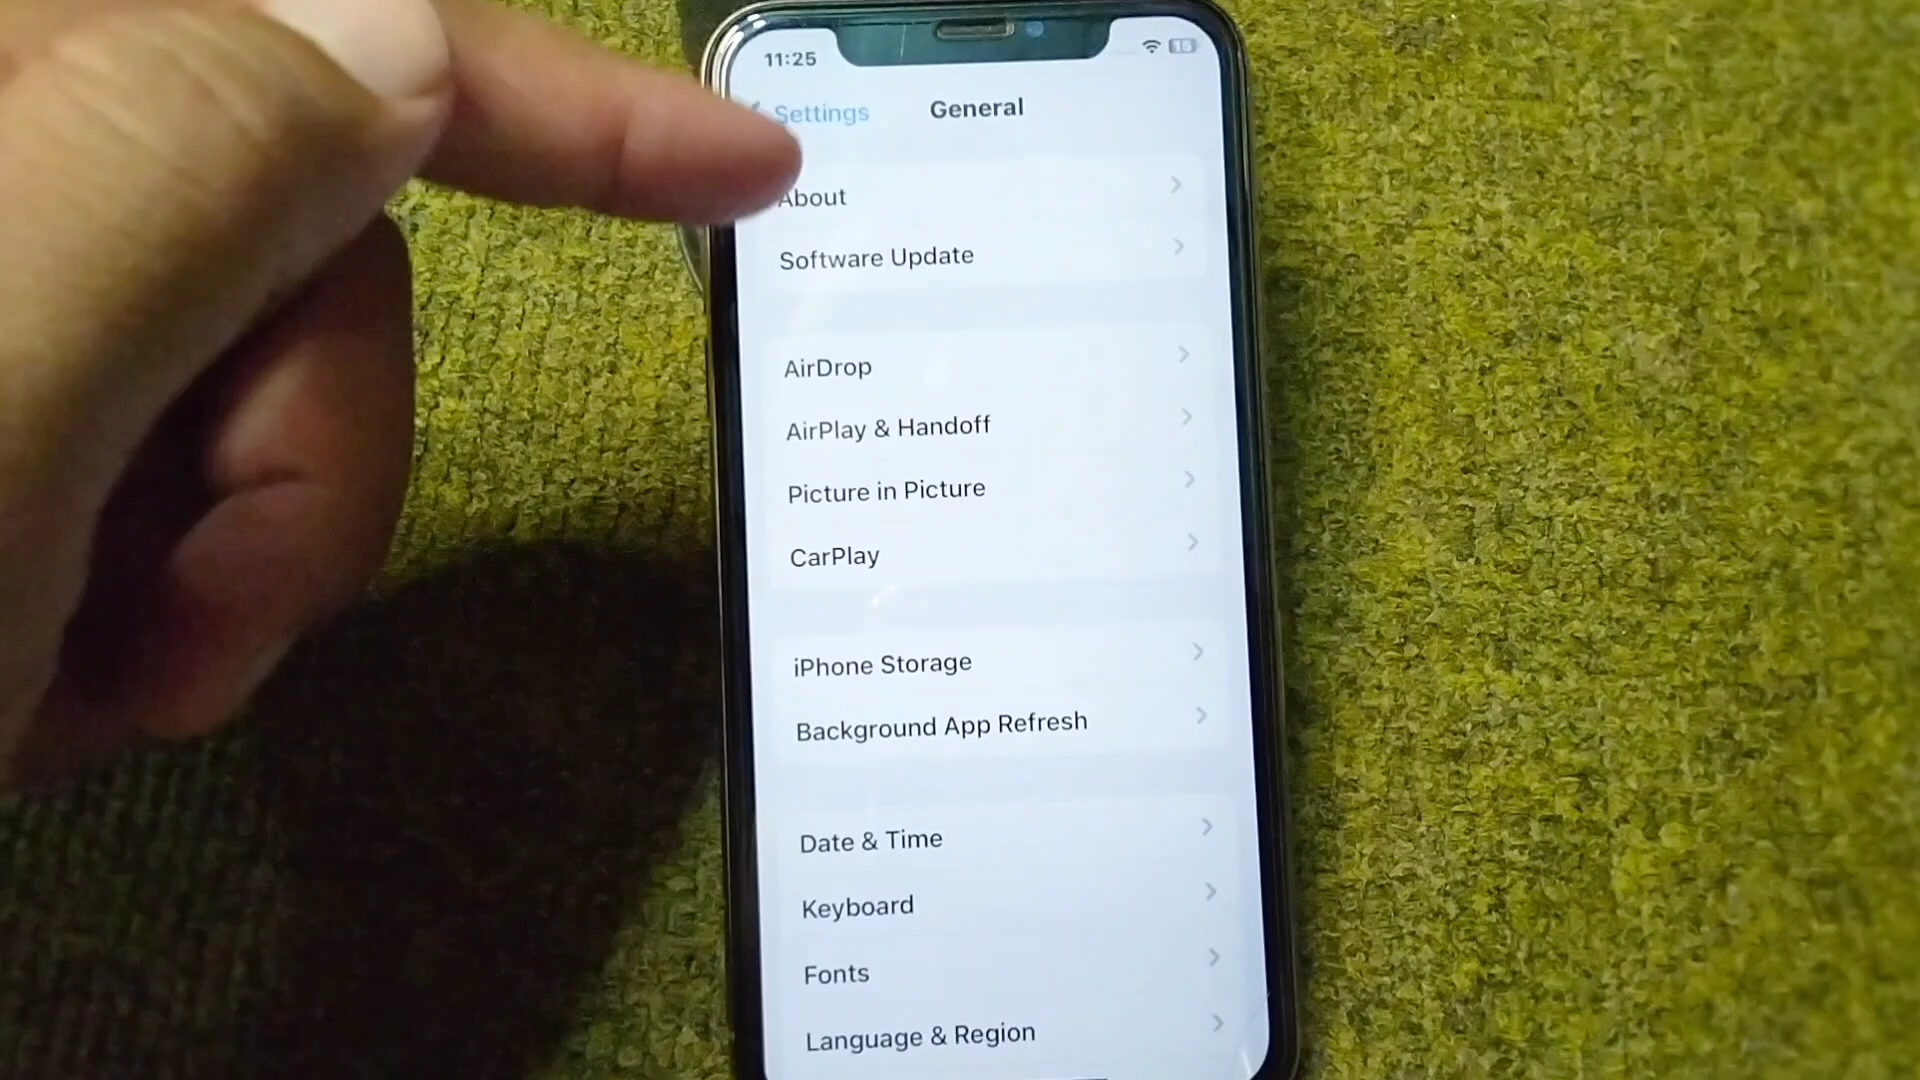 11:25
Settings
General
About
Software Update
AirDrop
AirPlay & Handoff
Picture in Picture
CarPlay
iPhone Storage
Background App Refresh
Date & Time
Keyboard
Fonts
Language & Region